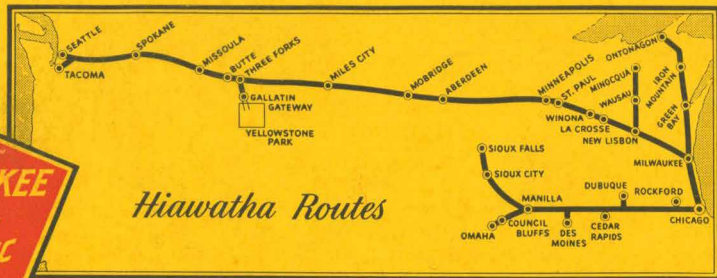 SEATTLE
TACOMA
SPOKANE
MISSOULA
BUTTE
THREE FORKS
GALLATIN
GATEWAY
YELLOWSTONE
PARK
MILES CITY
MOBRIDGE
ABERDEEN
MINNEAPOLIS
ST. PAUL
WINONA
LA CROSSE
NEW LISBON
MINOCQUA
WAUSAU
ONTONAGON
IRON
MOUNTAIN
GREEN
BAY
MILWAUKEE
SIOUX FALLS
SIOUX CITY
MANILLA
OMAHA
COUNCIL
BLUFFS
DES
MOINES
CEDAR
RAPIDS
DUBUQUE
ROCKFORD
CHICAGO
Hiawatha Routes
KEE
C